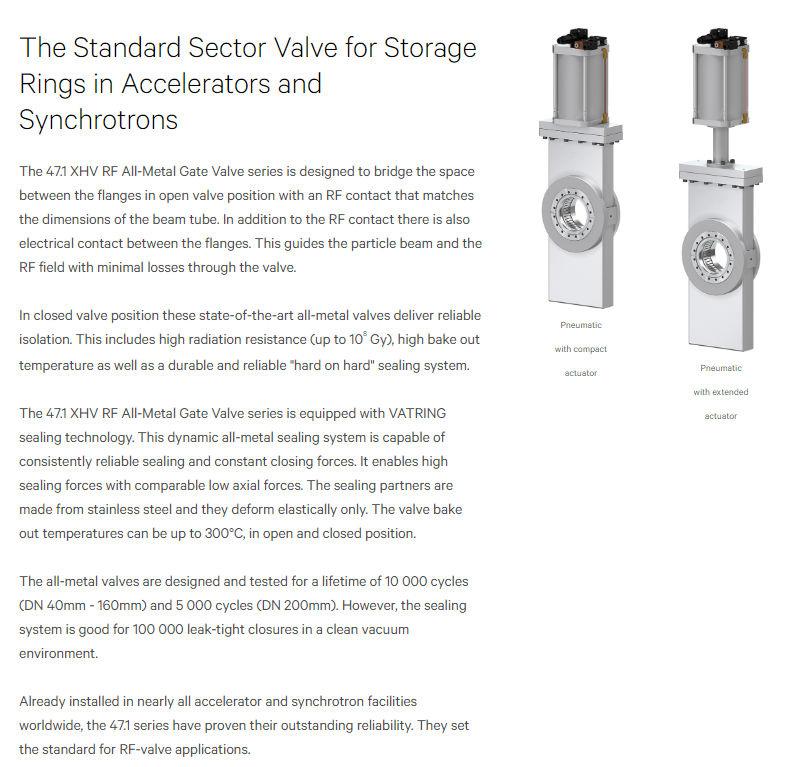 The Standard Sector Valve for Storage
Rings in Accelerators and
Synchrotrons
The 47.1 XHV RF All-Metal Gate Valve series is designed to bridge the space
between the flanges in open valve position with an RF contact that matches
the dimensions of the beam tube. In addition to the RF contact there is also
electrical contact between the flanges. This guides the particle beam and the
RF field with minimal losses through the valve.
In closed valve position these state-of-the-art all-metal valves deliver reliable
isolation. This includes high radiation resistance (up to 10⁸ Gy), high bake out
temperature as well as a durable and reliable "hard on hard" sealing system.
The 47.1 XHV RF All-Metal Gate Valve series is equipped with VATRING
sealing technology. This dynamic all-metal sealing system is capable of
consistently reliable sealing and constant closing forces. It enables high
sealing forces with comparable low axial forces. The sealing partners are
made from stainless steel and they deform elastically only. The valve bake
out temperatures can be up to 300°C, in open and closed position.
The all-metal valves are designed and tested for a lifetime of 10 000 cycles
(DN 40mm - 160mm) and 5 000 cycles (DN 200mm). However, the sealing
system is good for 100 000 leak-tight closures in a clean vacuum
environment.
Already installed in nearly all accelerator and synchrotron facilities
worldwide, the 47.1 series have proven their outstanding reliability. They set
the standard for RF-valve applications.
Pneumatic
with compact
actuator
Pneumatic
with extended
actuator